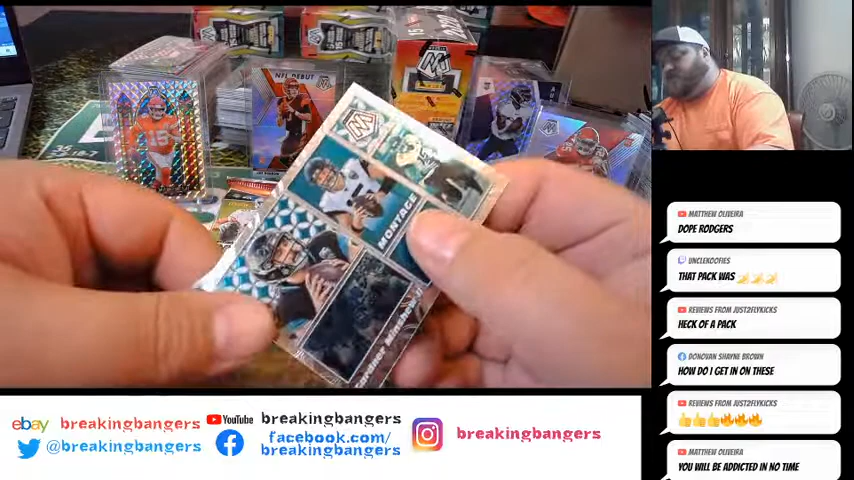 NFL DEBUT
MONTAGE
Gardner Minshew
ebay breakingbangers
YouTube breakingbangers
@breakingbangers
facebook.com/
breakingbangers
breakingbangers
MATTHEW OLIVEIRA
DOPE RODGERS
UNCLEKOOFIES
THAT PACK WAS
REVIEWS FROM JUST2FLYKICKS
HECK OF A PACK
DONOVAN SHAYNE BROWN
HOW DO I GET IN ON THESE
REVIEWS FROM JUST2FLYKICKS
MATTHEW OLIVEIRA
YOU WILL BE ADDICTED IN NO TIME